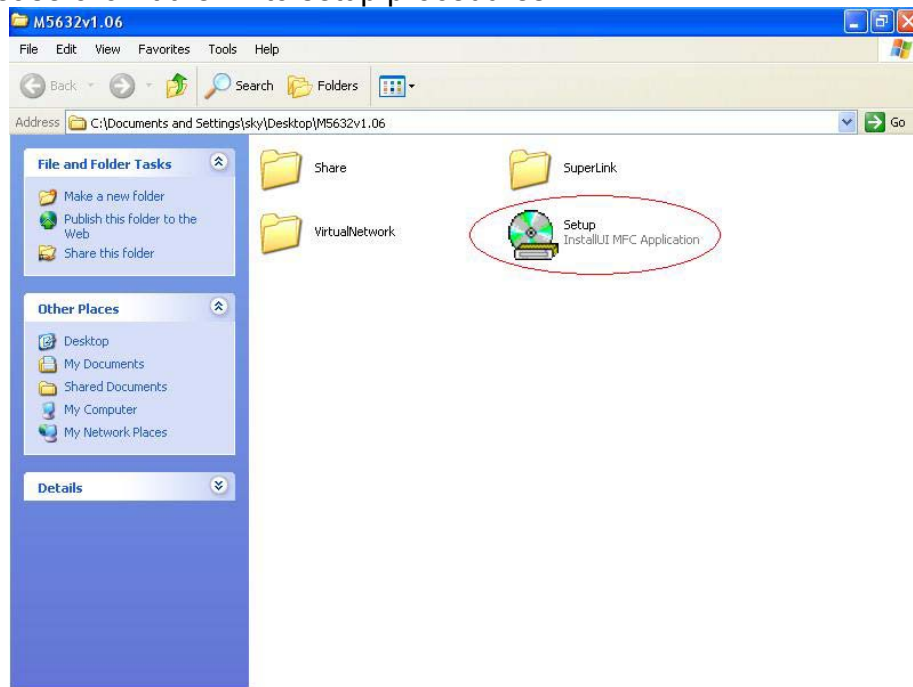 M5632v1.06
File Edit View Favorites Tools Help
Back Search Folders
Address C:\Documents and Settings\sky\Desktop\M5632v1.06 Go
File and Folder Tasks
Make a new folder
Publish this folder to the
Web
Share this folder
Other Places
Desktop
My Documents
Shared Documents
My Computer
My Network Places
Details
Share
SuperLink
VirtualNetwork
Setup
InstallUI MFC Application